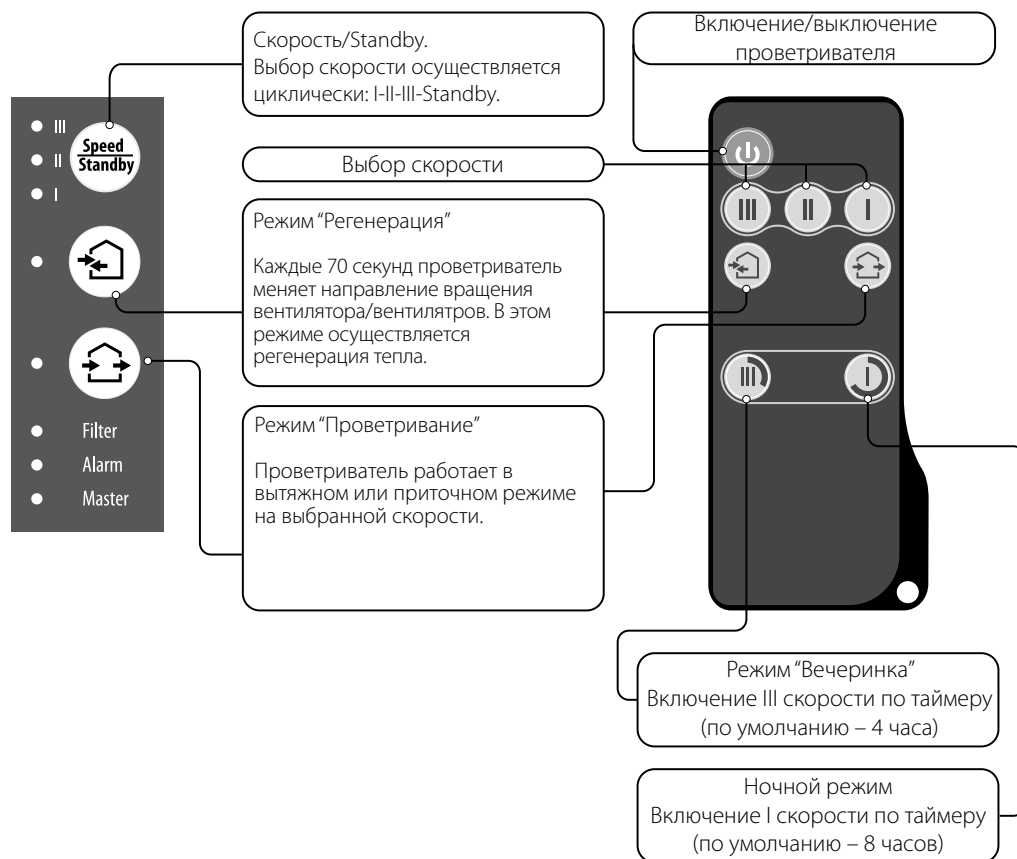 Скорость/Standby.
Выбор скорости осуществляется
циклически: I-II-III-Standby.
Включение/выключение
проветривателя
III
II
I
Speed
Standby
Выбор скорости
III
II
I
Режим “Регенерация”
Каждые 70 секунд проветриватель
меняет направление вращения
вентилятора/вентилятров. В этом
режиме осуществляется
регенерация тепла.
III
I
Режим “Проветривание”
Проветриватель работает в
вытяжном или приточном режиме
на выбранной скорости.
Filter
Alarm
Master
Режим “Вечеринка”
Включение III скорости по таймеру
(по умолчанию – 4 часа)
Ночной режим
Включение I скорости по таймеру
(по умолчанию – 8 часов)